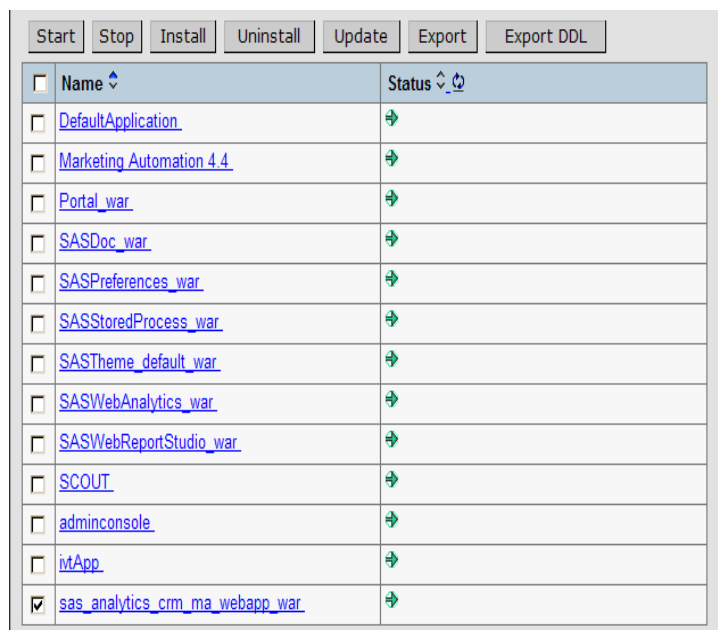 Start Stop Install Uninstall Update Export Export DDL
Name Status
DefaultApplication
Marketing Automation 4.4
Portal_war
SASDoc_war
SASPreferences_war
SASStoredProcess_war
SASTheme_default_war
SASWebAnalytics_war
SASWebReportStudio_war
SCOUT
adminconsole
ivtApp
sas_analytics_crm_ma_webapp_war